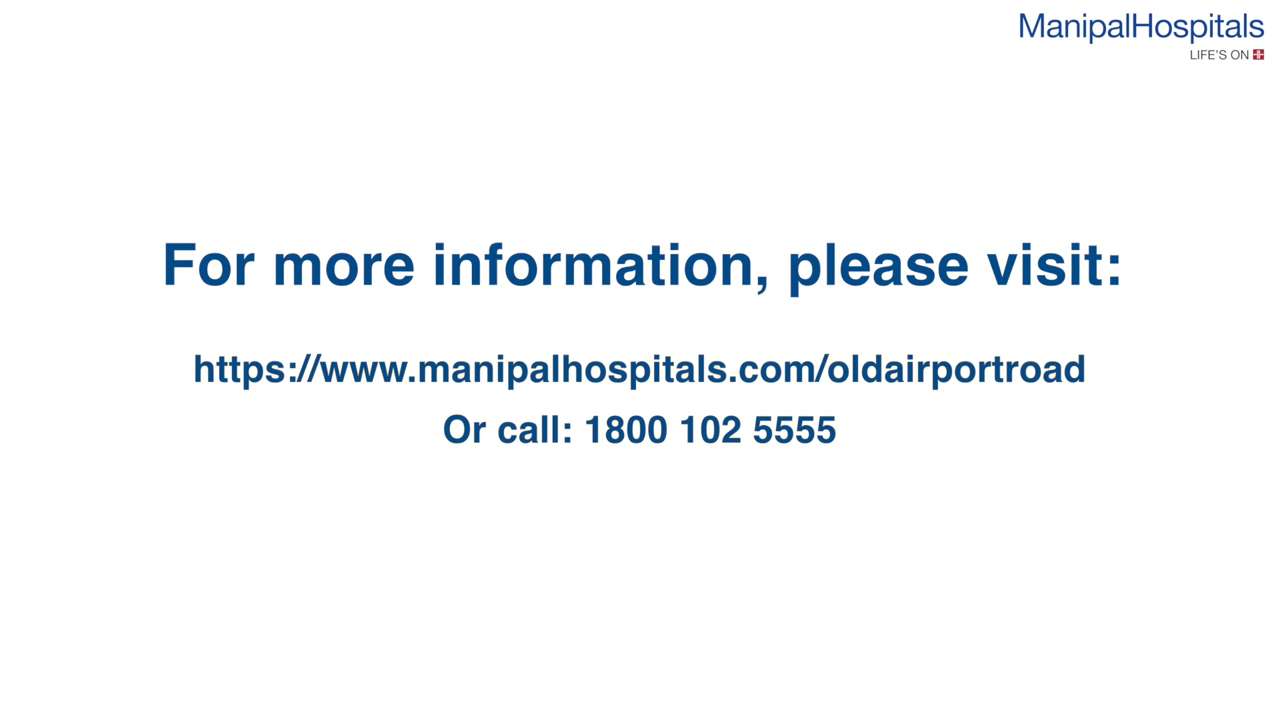 ManipalHospitals
LIFE'S ON
For more information, please visit:
https://www.manipalhospitals.com/oldairportroad
Or call: 1800 102 5555